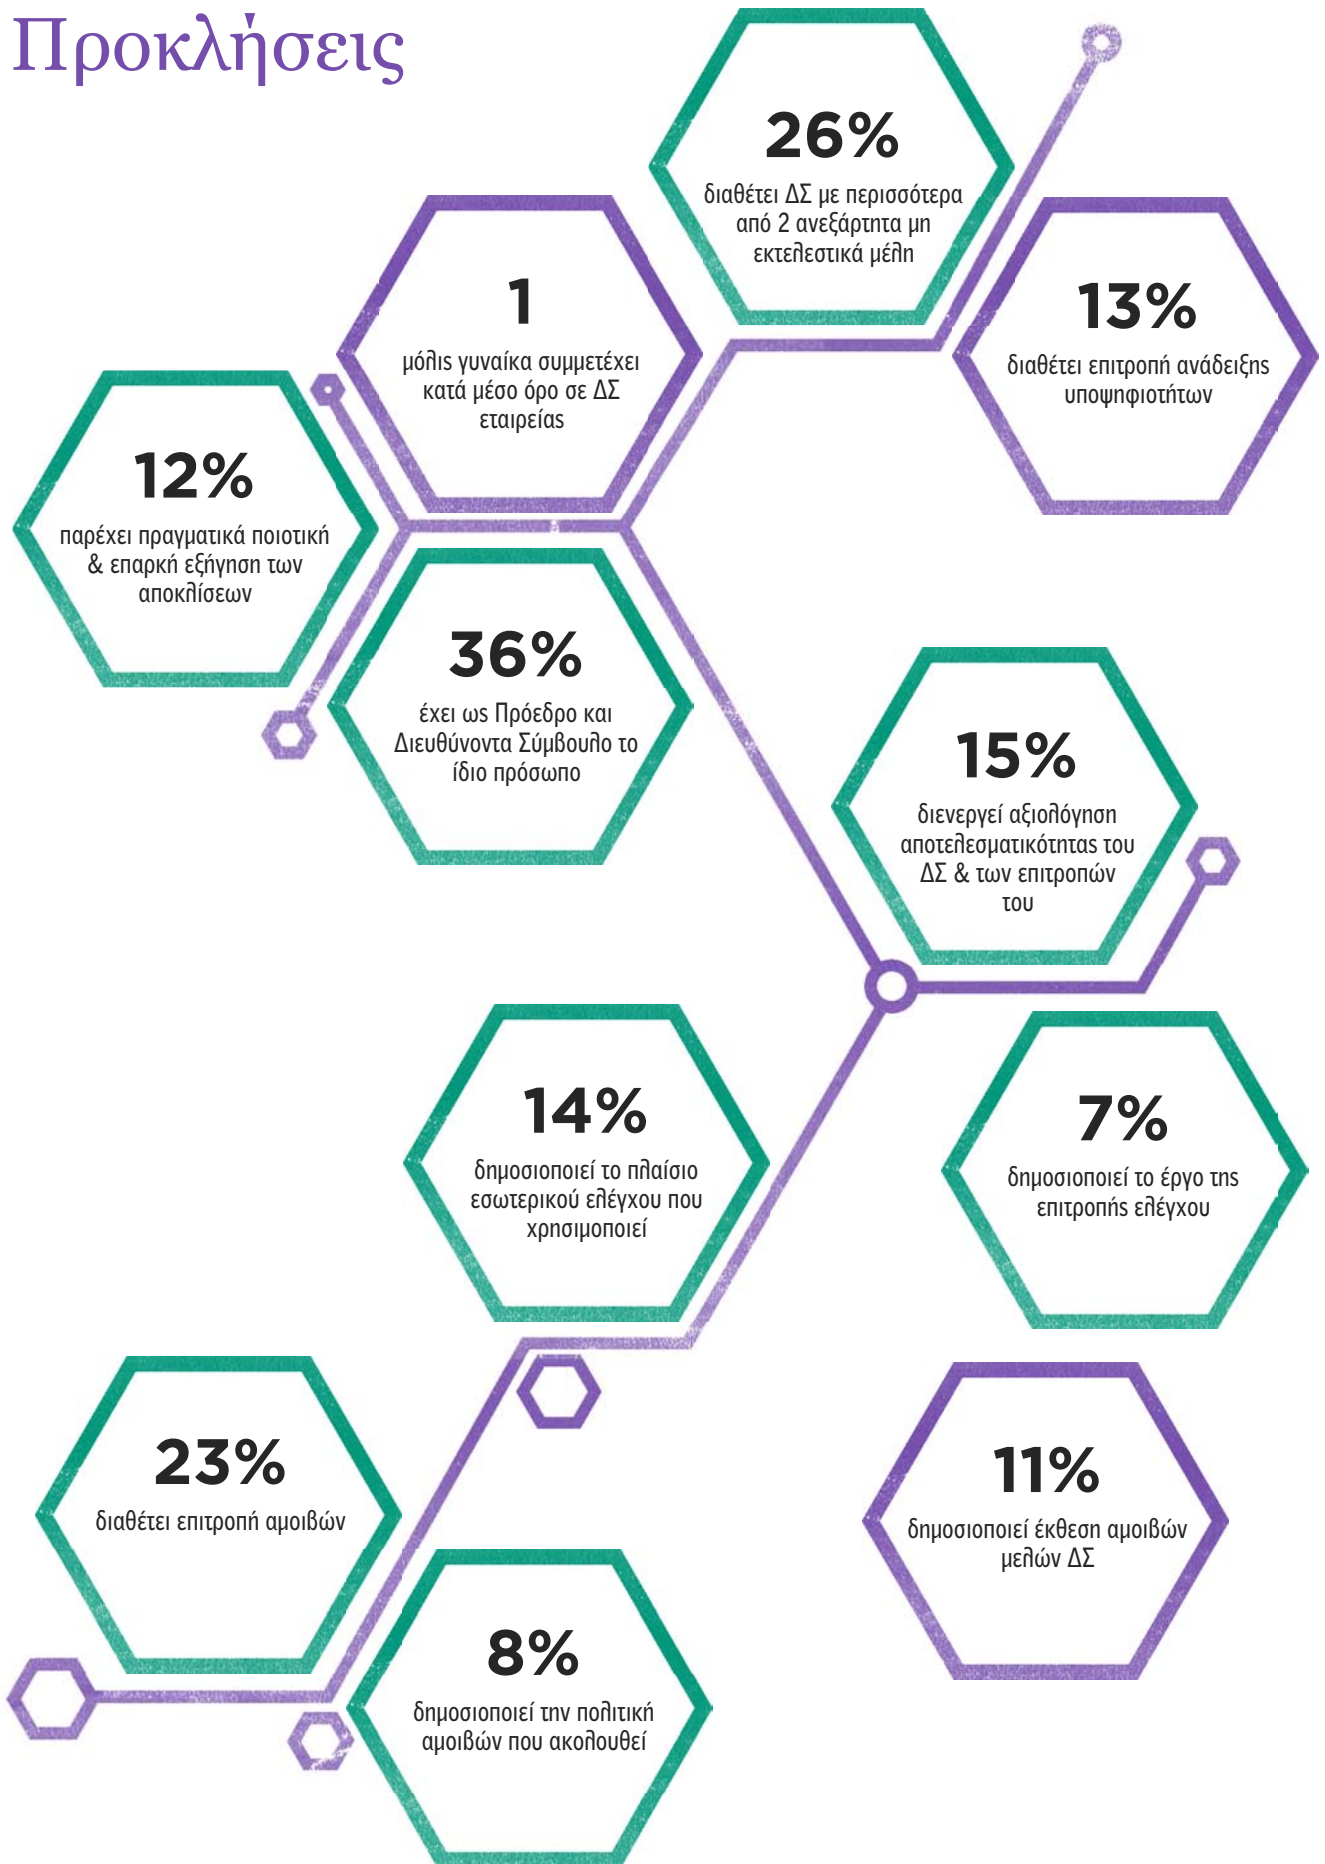 Προκλήσεις
26%
διαθέτει ΔΣ με περισσότερα
από 2 ανεξάρτητα μη
εκτελεστικά μέλη
1
μόλις γυναίκα συμμετέχει
κατά μέσο όρο σε ΔΣ
εταιρείας
13%
διαθέτει επιτροπή ανάδειξης
υποψηφιοτήτων
12%
παρέχει πραγματικά ποιοτική
& επαρκή εξήγηση των
αποκλίσεων
36%
έχει ως Πρόεδρο και
Διευθύνοντα Σύμβουλο το
ίδιο πρόσωπο
15%
διενεργεί αξιολόγηση
αποτελεσματικότητας του
ΔΣ & των επιτροπών
του
14%
δημοσιοποιεί το πλαίσιο
εσωτερικού ελέγχου που
χρησιμοποιεί
7%
δημοσιοποιεί το έργο της
επιτροπής ελέγχου
23%
διαθέτει επιτροπή αμοιβών
11%
δημοσιοποιεί έκθεση αμοιβών
μελών ΔΣ
8%
δημοσιοποιεί την πολιτική
αμοιβών που ακολουθεί